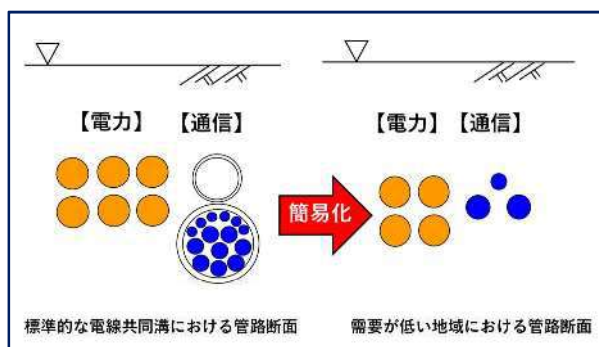 【電力】 【通信】
簡易化
【電力】 【通信】
標準的な電線共同溝における管路断面
需要が低い地域における管路断面